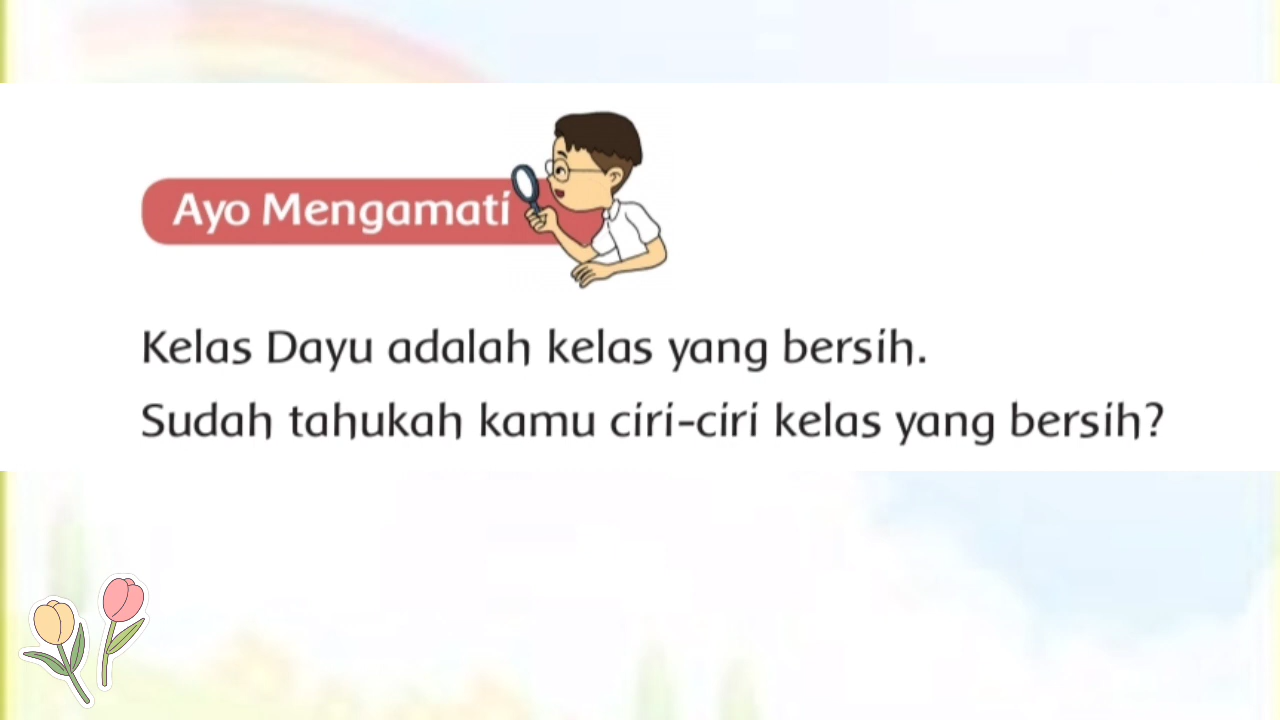 Ayo Mengamati
Kelas Dayu adalah kelas yang bersih.
Sudah tahukah kamu ciri-ciri kelas yang bersih?